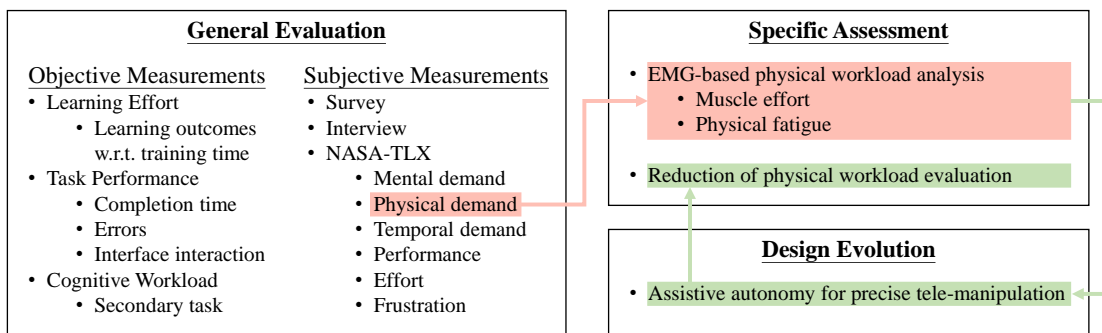 General Evaluation
Objective Measurements
• Learning Effort
• Learning outcomes
w.r.t. training time
• Task Performance
• Completion time
• Errors
• Interface interaction
• Cognitive Workload
• Secondary task
Subjective Measurements
• Survey
• Interview
• NASA-TLX
• Mental demand
• Physical demand
• Temporal demand
• Performance
• Effort
• Frustration
Specific Assessment
• EMG-based physical workload analysis
• Muscle effort
• Physical fatigue
• Reduction of physical workload evaluation
Design Evolution
• Assistive autonomy for precise tele-manipulation